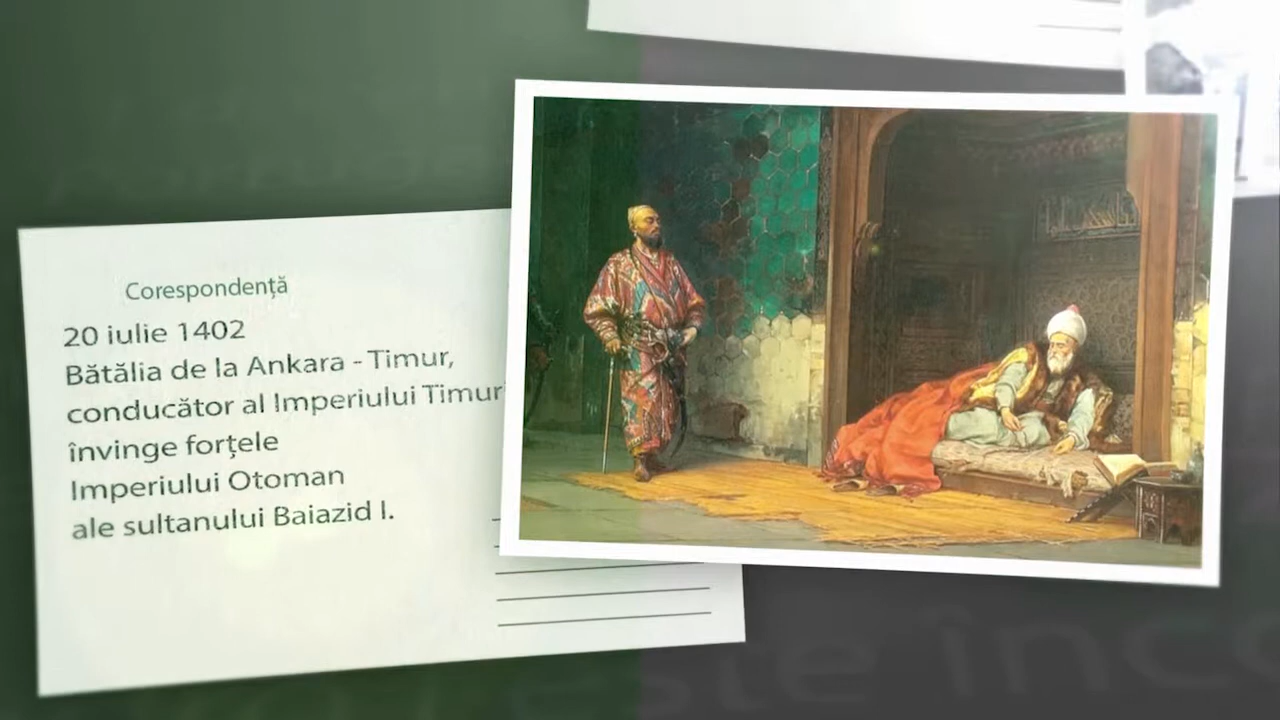 Corespondență
20 iulie 1402
Bătălia de la Ankara - Timur,
conducător al Imperiului Timur
învinge forțele
Imperiului Otoman
ale sultanului Baiazid I.